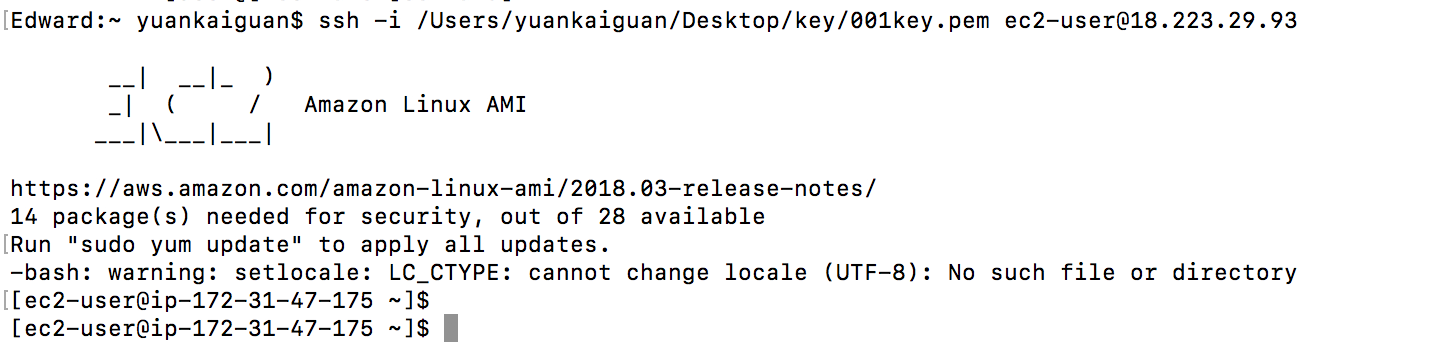 [Edward:~ yuankaiguan$ ssh -i /Users/yuankaiguan/Desktop/key/001key.pem ec2-user@18.223.29.93
       __|  __|_  )
       _|  (     /   Amazon Linux AMI
      ___|\___|___|
https://aws.amazon.com/amazon-linux-ami/2018.03-release-notes/
14 package(s) needed for security, out of 28 available
[Run "sudo yum update" to apply all updates.
-bash: warning: setlocale: LC_CTYPE: cannot change locale (UTF-8): No such file or directory
[[ec2-user@ip-172-31-47-175 ~]$
[ec2-user@ip-172-31-47-175 ~]$